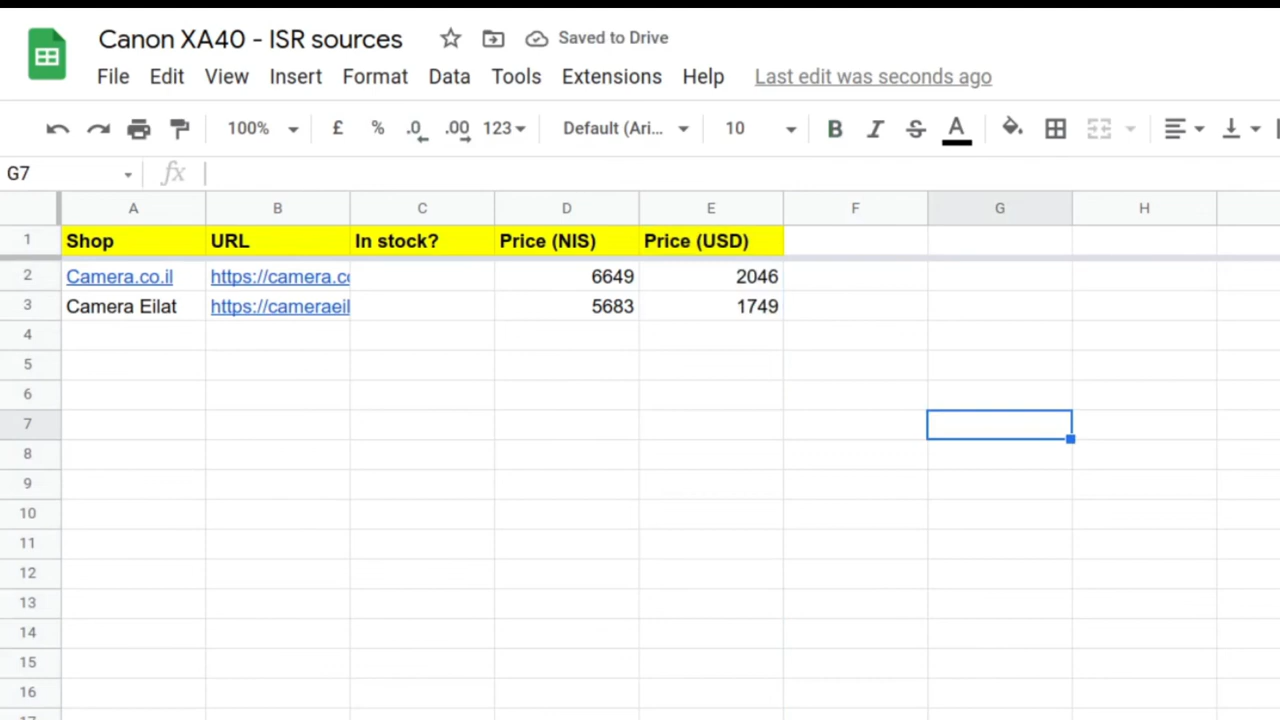 Canon XA40 - ISR sources Saved to Drive
File Edit View Insert Format Data Tools Extensions Help Last edit was seconds ago
100% £ % .0 .00 123 Default (Ari... 10 B I S A
G7 fx
A B C D E F G H
1 Shop URL In stock? Price (NIS) Price (USD)
2 Camera.co.il https://camera.co 6649 2046
3 Camera Eilat https://cameraeil 5683 1749
4
5
6
7
8
9
10
11
12
13
14
15
16